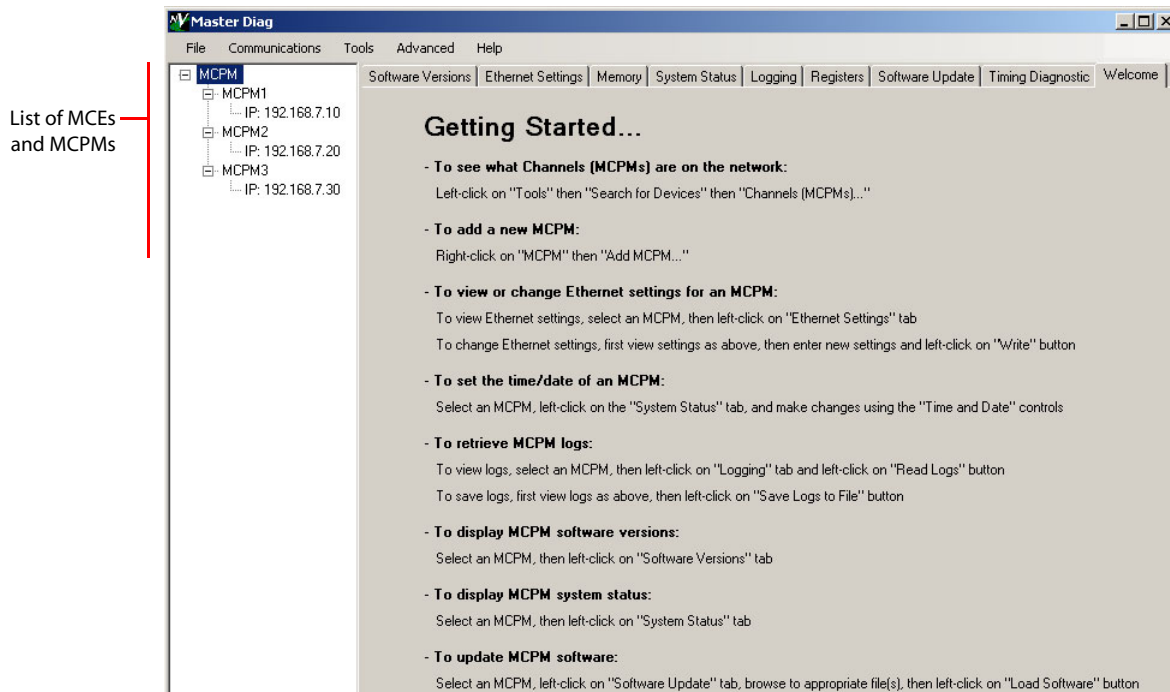 Master Diag
File Communications Tools Advanced Help
List of MCEs
and MCPMs
MCPM
MCPM1
IP: 192.168.7.10
MCPM2
IP: 192.168.7.20
MCPM3
IP: 192.168.7.30
Software Versions Ethernet Settings Memory System Status Logging Registers Software Update Timing Diagnostic Welcome
Getting Started...
- To see what Channels (MCPMs) are on the network:
Left-click on "Tools" then "Search for Devices" then "Channels (MCPMs)..."
- To add a new MCPM:
Right-click on "MCPM" then "Add MCPM..."
- To view or change Ethernet settings for an MCPM:
To view Ethernet settings, select an MCPM, then left-click on "Ethernet Settings" tab
To change Ethernet settings, first view settings as above, then enter new settings and left-click on "Write" button
- To set the time/date of an MCPM:
Select an MCPM, left-click on the "System Status" tab, and make changes using the "Time and Date" controls
- To retrieve MCPM logs:
To view logs, select an MCPM, then left-click on "Logging" tab and left-click on "Read Logs" button
To save logs, first view logs as above, then left-click on "Save Logs to File" button
- To display MCPM software versions:
Select an MCPM, then left-click on "Software Versions" tab
- To display MCPM system status:
Select an MCPM, then left-click on "System Status" tab
- To update MCPM software:
Select an MCPM, left-click on "Software Update" tab, browse to appropriate file(s), then left-click on "Load Software" button